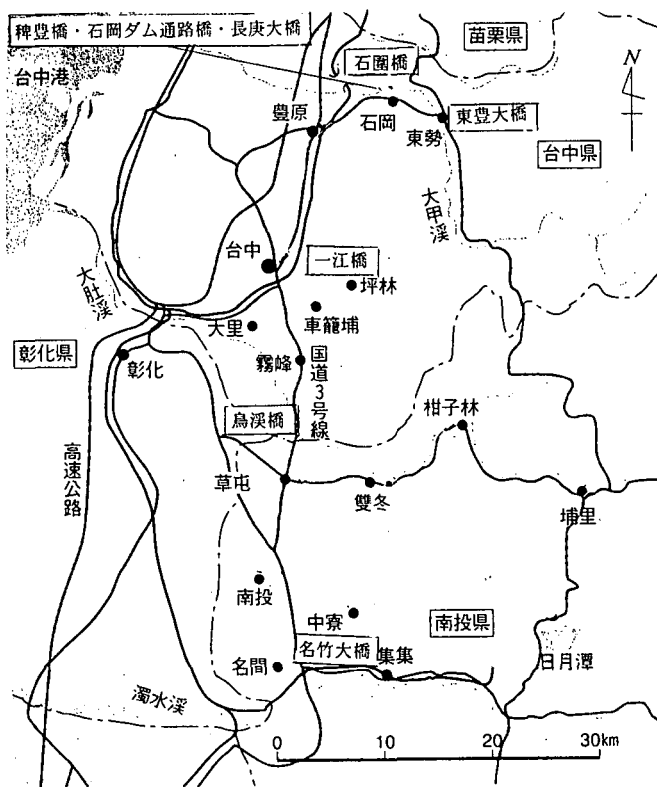 稗豊橋・石岡ダム通路橋・長庚大橋
苗栗県
台中港
石圍橋
N
豊原
石岡
東勢
東豊大橋
台中県
大甲渓
台中
一江橋
坪林
大肚渓
大里
車籠埔
彰化県
彰化
霧峰
国道3号線
烏渓橋
柑子林
高速公路
草屯
雙冬
埔里
南投
中寮
南投県
名竹大橋
名間
集集
日月潭
濁水渓
0 10 20 30km